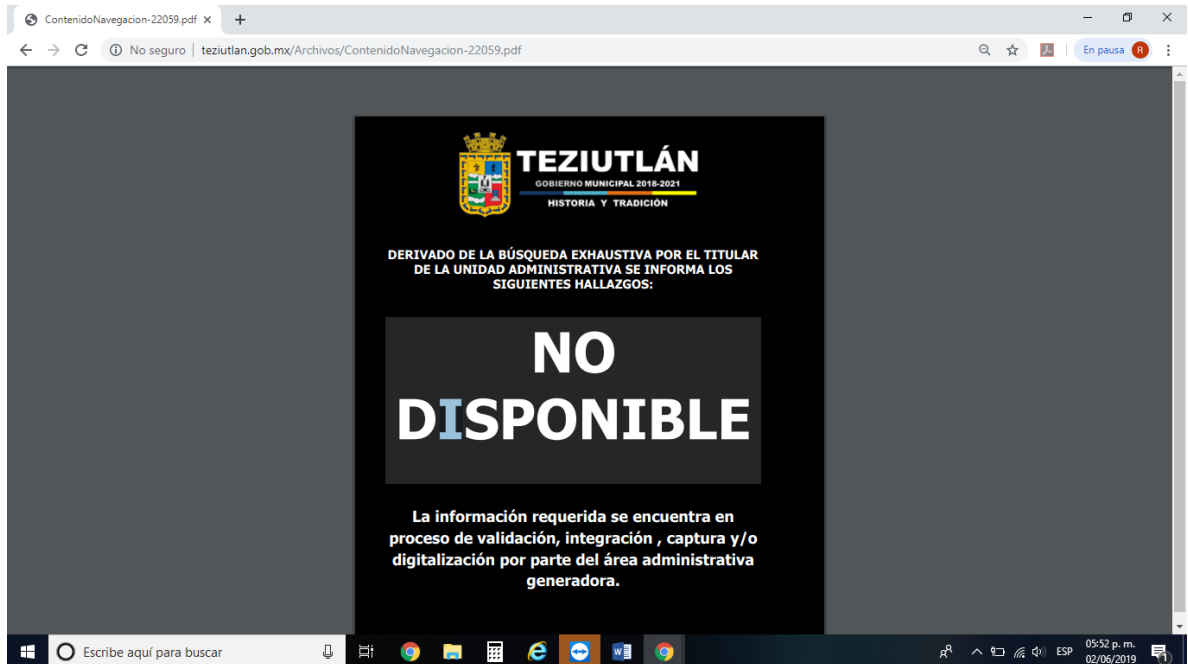 ContenidoNavegacion-22059.pdf
No seguro | teziutlan.gob.mx/Archivos/ContenidoNavegacion-22059.pdf
En pausa R
TEZIUTLÁN
GOBIERNO MUNICIPAL 2018-2021
HISTORIA Y TRADICIÓN
DERIVADO DE LA BÚSQUEDA EXHAUSTIVA POR EL TITULAR
DE LA UNIDAD ADMINISTRATIVA SE INFORMA LOS
SIGUIENTES HALLAZGOS:
NO
DISPONIBLE
La información requerida se encuentra en
proceso de validación, integración , captura y/o
digitalización por parte del área administrativa
generadora.
Escribe aquí para buscar
ESP
05:52 p. m.
02/06/2019